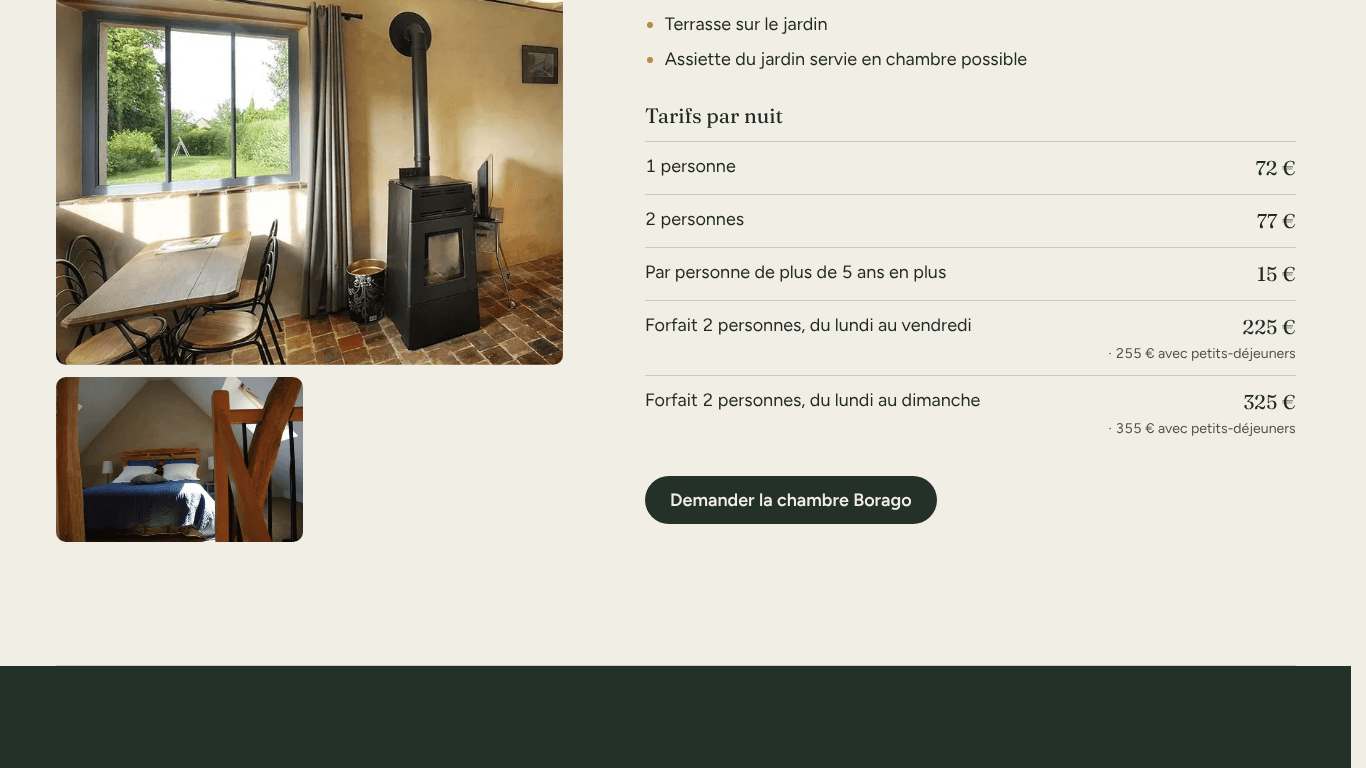 Terrasse sur le jardin
Assiette du jardin servie en chambre possible
Tarifs par nuit
1 personne 72 €
2 personnes 77 €
Par personne de plus de 5 ans en plus 15 €
Forfait 2 personnes, du lundi au vendredi 225 €
· 255 € avec petits-déjeuners
Forfait 2 personnes, du lundi au dimanche 325 €
· 355 € avec petits-déjeuners
Demander la chambre Borago